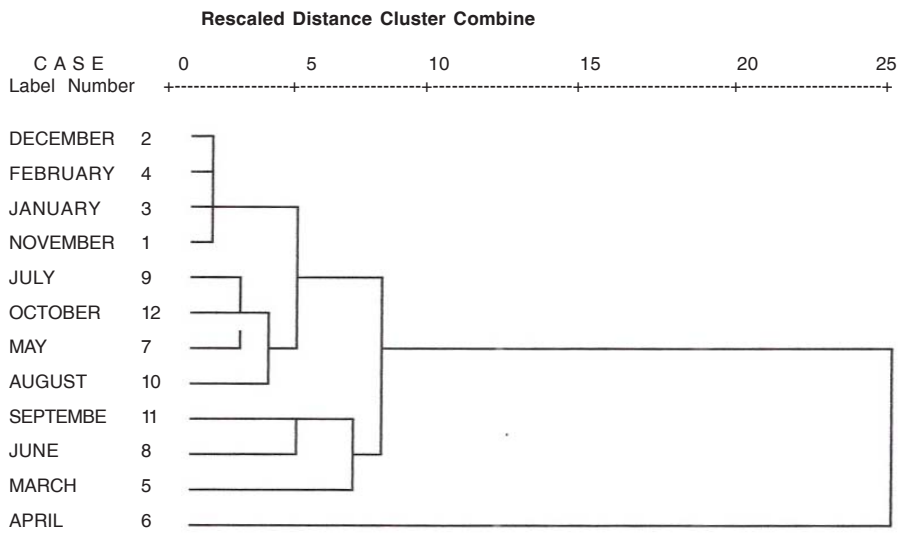 Rescaled Distance Cluster Combine
C A S E 0 5 10 15 20 25
Label Number +---------+---------+---------+---------+---------+
DECEMBER 2
FEBRUARY 4
JANUARY 3
NOVEMBER 1
JULY 9
OCTOBER 12
MAY 7
AUGUST 10
SEPTEMBE 11
JUNE 8
MARCH 5
APRIL 6